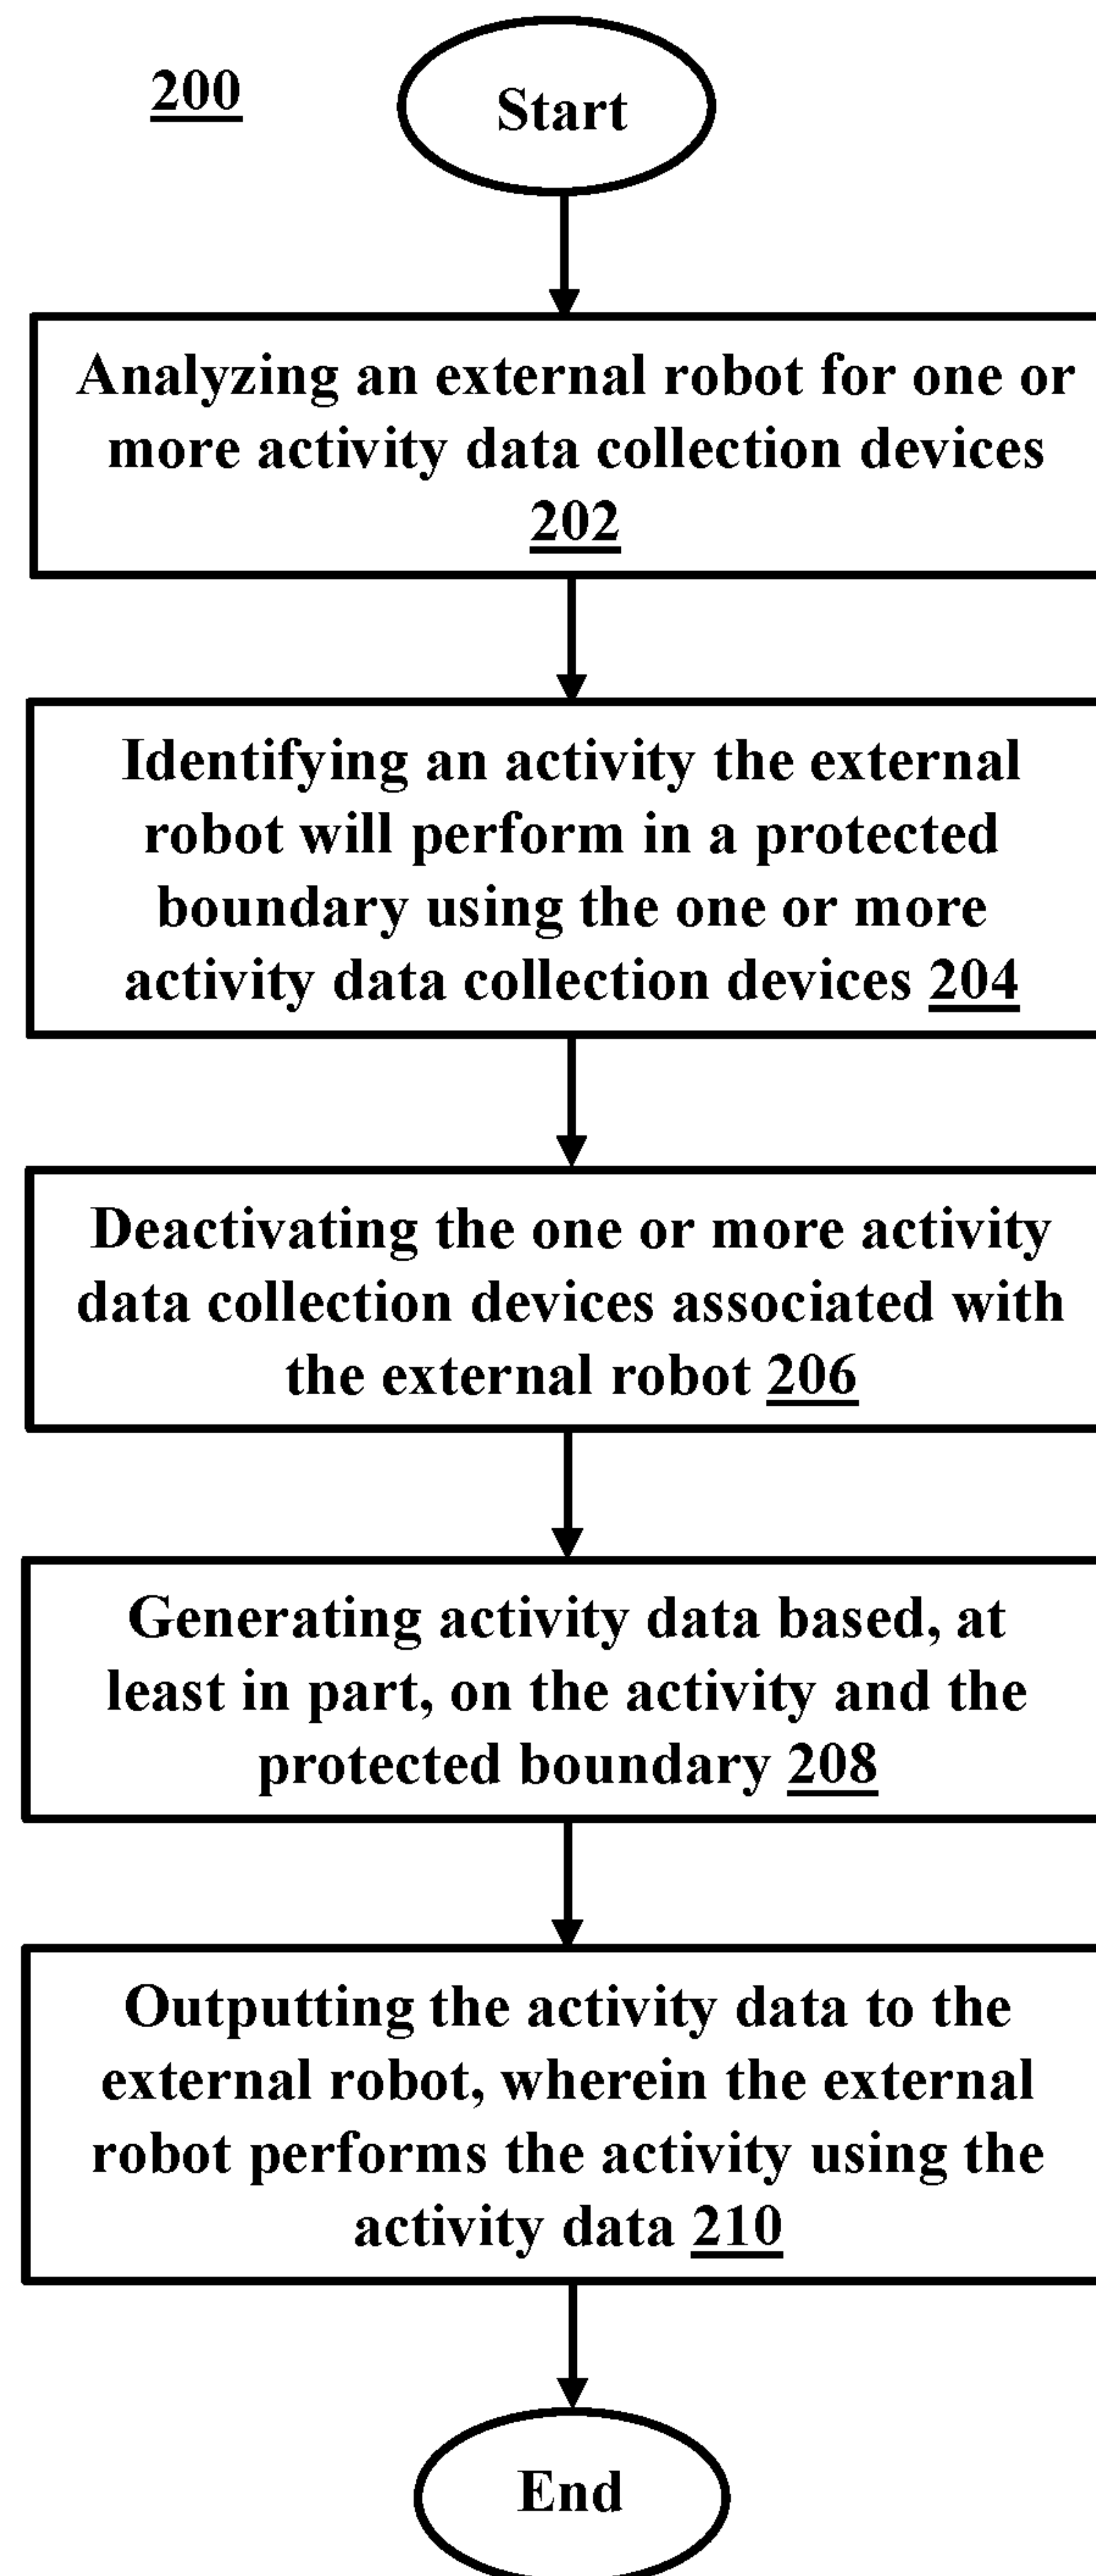 200
Start
Analyzing an external robot for one or
more activity data collection devices
202
Identifying an activity the external
robot will perform in a protected
boundary using the one or more
activity data collection devices 204
Deactivating the one or more activity
data collection devices associated with
the external robot 206
Generating activity data based, at
least in part, on the activity and the
protected boundary 208
Outputting the activity data to the
external robot, wherein the external
robot performs the activity using the
activity data 210
End